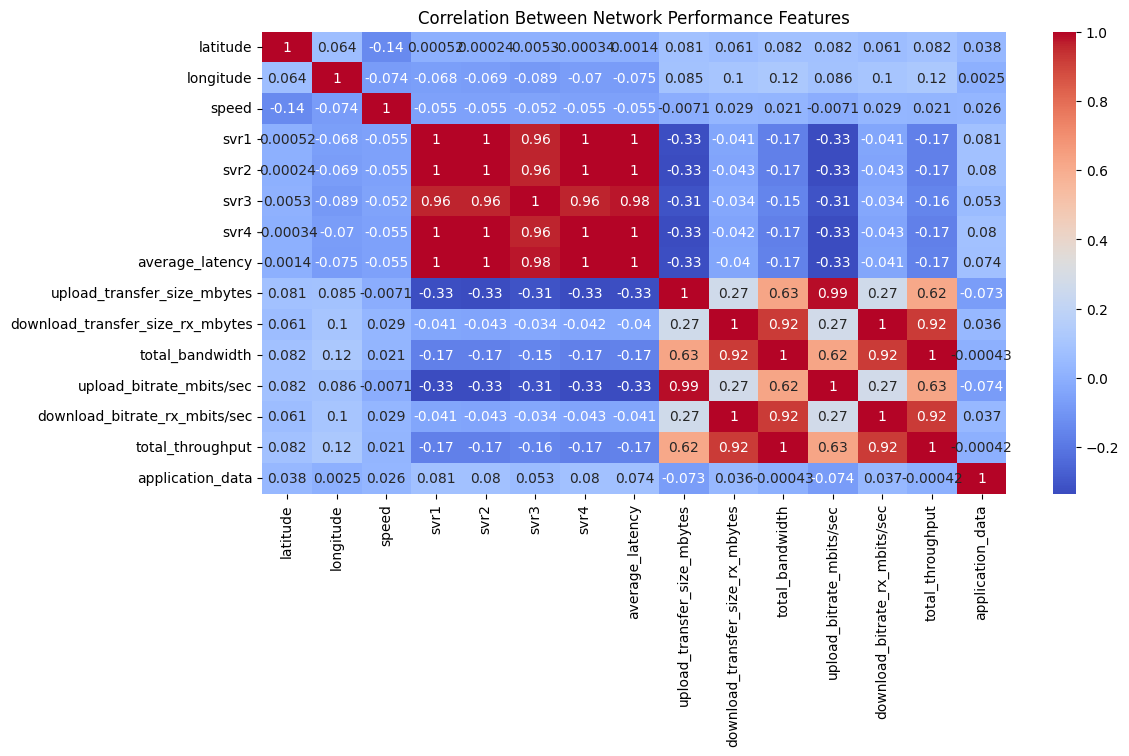 Correlation Between Network Performance Features
latitude 1 0.064 -0.14 0.00052 0.00024 0.0053 -0.00034 0.0014 0.081 0.061 0.082 0.082 0.061 0.082 0.038
longitude 0.064 1 -0.074 -0.068 -0.069 -0.089 -0.07 -0.075 0.085 0.1 0.12 0.086 0.1 0.12 0.0025
speed -0.14 -0.074 1 -0.055 -0.055 -0.052 -0.055 -0.055 -0.0071 0.029 0.021 -0.0071 0.029 0.021 0.026
svr1 -0.00052 -0.068 -0.055 1 1 0.96 1 1 -0.33 -0.041 -0.17 -0.33 -0.041 -0.17 0.081
svr2 -0.00024 -0.069 -0.055 1 1 0.96 1 1 -0.33 -0.043 -0.17 -0.33 -0.043 -0.17 0.08
svr3 0.0053 -0.089 -0.052 0.96 0.96 1 0.96 0.98 -0.31 -0.034 -0.15 -0.31 -0.034 -0.16 0.053
svr4 -0.00034 -0.07 -0.055 1 1 0.96 1 1 -0.33 -0.042 -0.17 -0.33 -0.043 -0.17 0.08
average_latency 0.0014 -0.075 -0.055 1 1 0.98 1 1 -0.33 -0.04 -0.17 -0.33 -0.041 -0.17 0.074
upload_transfer_size_mbytes 0.081 0.085 -0.0071 -0.33 -0.33 -0.31 -0.33 -0.33 1 0.27 0.63 0.99 0.27 0.62 -0.073
download_transfer_size_rx_mbytes 0.061 0.1 0.029 -0.041 -0.043 -0.034 -0.042 -0.04 0.27 1 0.92 0.27 1 0.92 0.036
total_bandwidth 0.082 0.12 0.021 -0.17 -0.17 -0.15 -0.17 -0.17 0.63 0.92 1 0.62 0.92 1 -0.00043
upload_bitrate_mbits/sec 0.082 0.086 -0.0071 -0.33 -0.33 -0.31 -0.33 -0.33 0.99 0.27 0.62 1 0.27 0.63 -0.074
download_bitrate_rx_mbits/sec 0.061 0.1 0.029 -0.041 -0.043 -0.034 -0.043 -0.041 0.27 1 0.92 0.27 1 0.92 0.037
total_throughput 0.082 0.12 0.021 -0.17 -0.17 -0.16 -0.17 -0.17 0.62 0.92 1 0.63 0.92 1 -0.00042
application_data 0.038 0.0025 0.026 0.081 0.08 0.053 0.08 0.074 -0.073 0.036 -0.00043 -0.074 0.037 -0.00042 1
latitude
longitude
speed
svr1
svr2
svr3
svr4
average_latency
upload_transfer_size_mbytes
download_transfer_size_rx_mbytes
total_bandwidth
upload_bitrate_mbits/sec
download_bitrate_rx_mbits/sec
total_throughput
application_data
1.0
0.8
0.6
0.4
0.2
0.0
−0.2